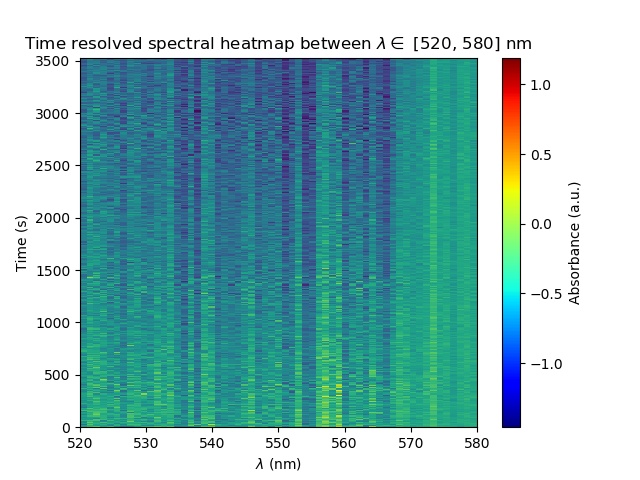 Time resolved spectral heatmap between λ ∈ [520, 580] nm
3500
3000
2500
2000
1500
1000
500
0
Time (s)
520 530 540 550 560 570 580
λ (nm)
1.0
0.5
0.0
−0.5
−1.0
Absorbance (a.u.)